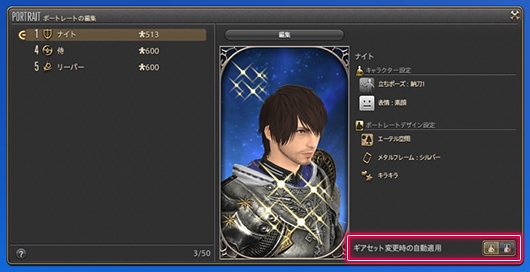 PORTRAIT ポートレートの編集
1 ナイト 513
4 侍 600
5 リーパー 600
3/50
編集
ナイト
キャラクター設定
立ちポーズ:納刀1
表情:素顔
ポートレートデザイン設定
エーテル空間
メタルフレーム:シルバー
キラキラ
ギアセット変更時の自動適用